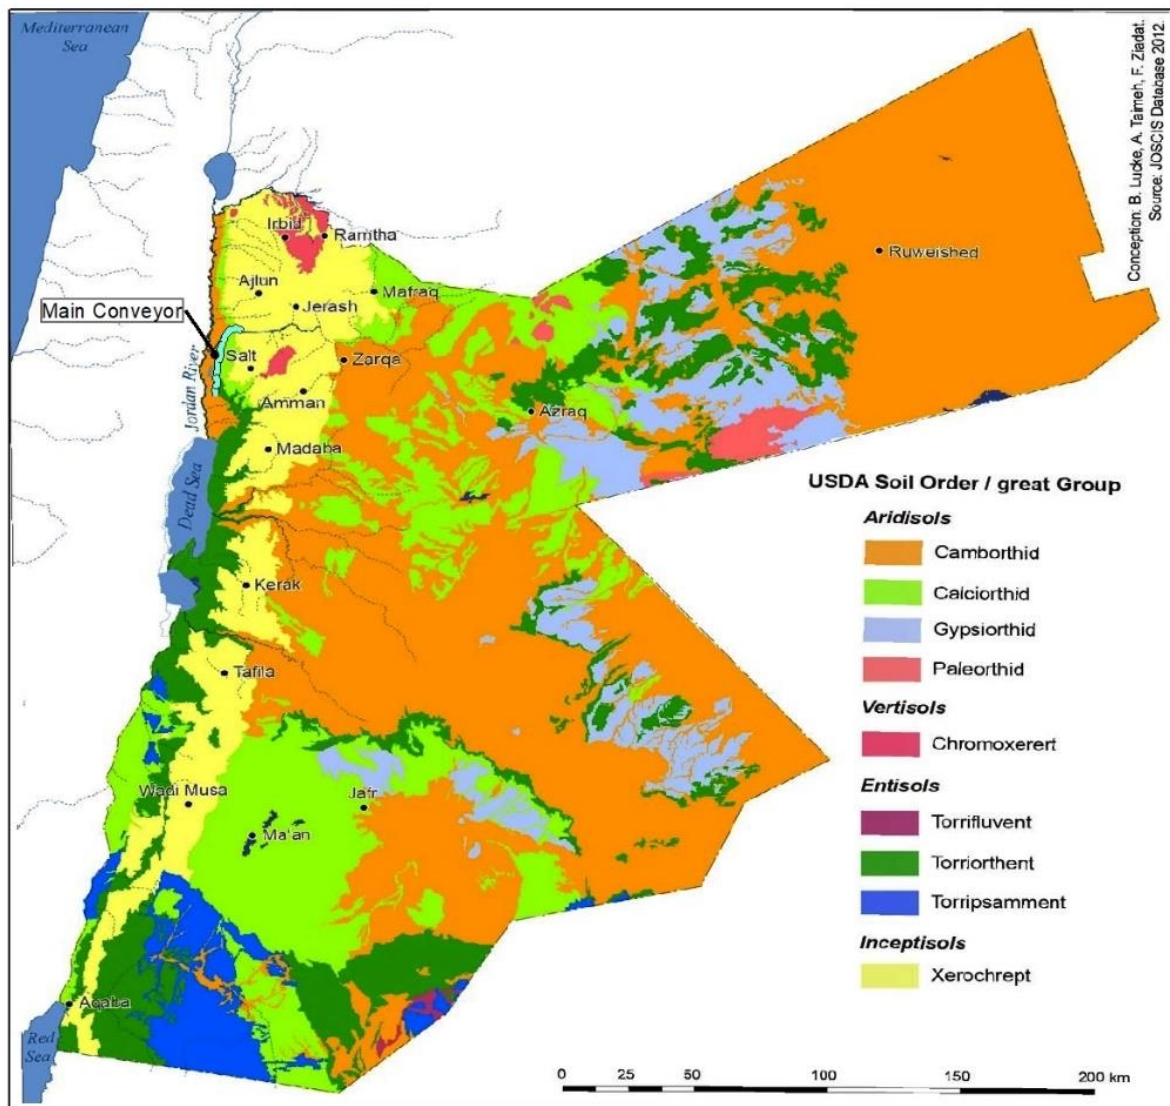 Mediterranean
Sea
Conception: B. Lucke, A. Taimeh, F. Ziadat.
Source: JOSCIS Database 2012.
Irbid
Ramtha
Ruweished
Ajlun
Mafraq
Jerash
Main Conveyor
Salt
Zarqa
Jordan River
Amman
Azraq
Madaba
Dead Sea
USDA Soil Order / great Group
Aridisols
Camborthid
Calciorthid
Gypsiorthid
Paleorthid
Vertisols
Chromoxerert
Entisols
Torrifluvent
Torriorthent
Torripsamment
Inceptisols
Xerochrept
Kerak
Tafila
Wadi Musa
Jafr
Ma'an
Aqaba
Red
Sea
0 25 50 100 150 200 km